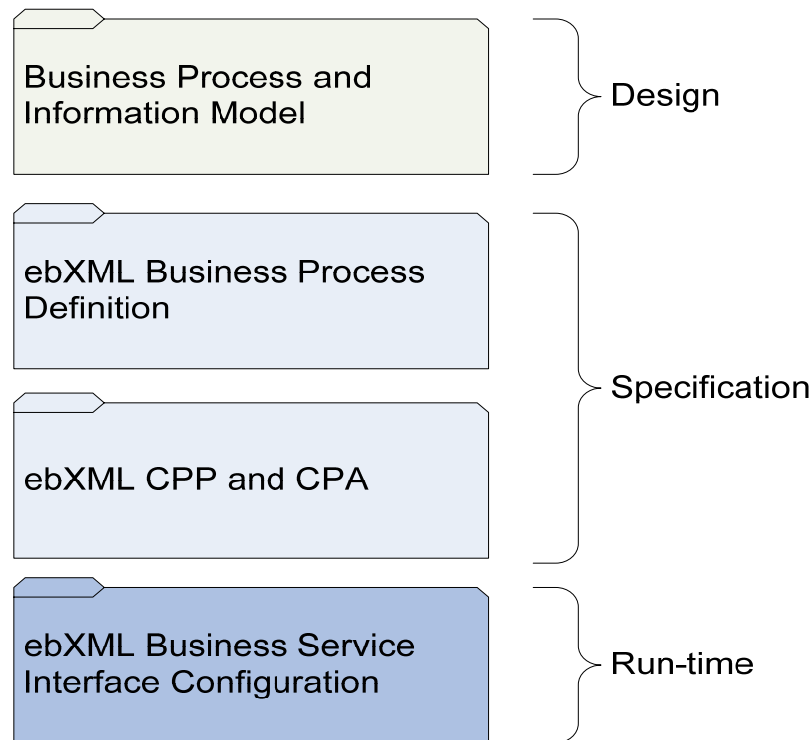 Business Process and
Information Model
Design
ebXML Business Process
Definition
ebXML CPP and CPA
Specification
ebXML Business Service
Interface Configuration
Run-time